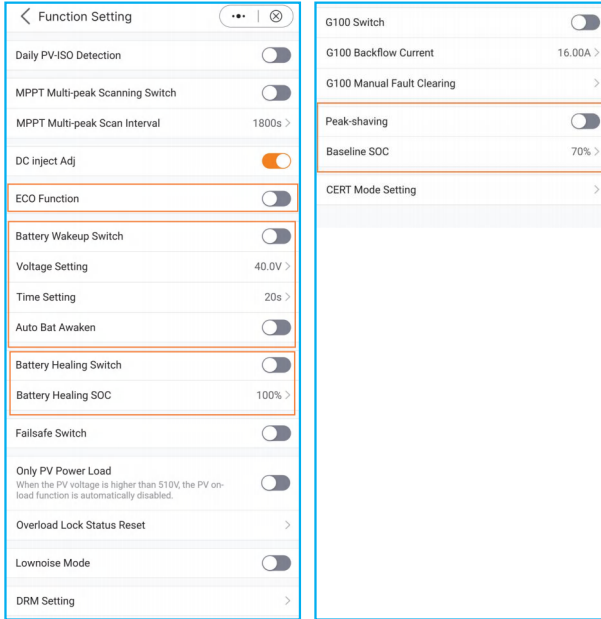 Function Setting
Daily PV-ISO Detection
MPPT Multi-peak Scanning Switch
MPPT Multi-peak Scan Interval 1800s
DC inject Adj
ECO Function
Battery Wakeup Switch
Voltage Setting 40.0V
Time Setting 20s
Auto Bat Awaken
Battery Healing Switch
Battery Healing SOC 100%
Failsafe Switch
Only PV Power Load
When the PV voltage is higher than 510V, the PV on-
load function is automatically disabled.
Overload Lock Status Reset
Lownoise Mode
DRM Setting
G100 Switch
G100 Backflow Current 16.00A
G100 Manual Fault Clearing
Peak-shaving
Baseline SOC 70%
CERT Mode Setting